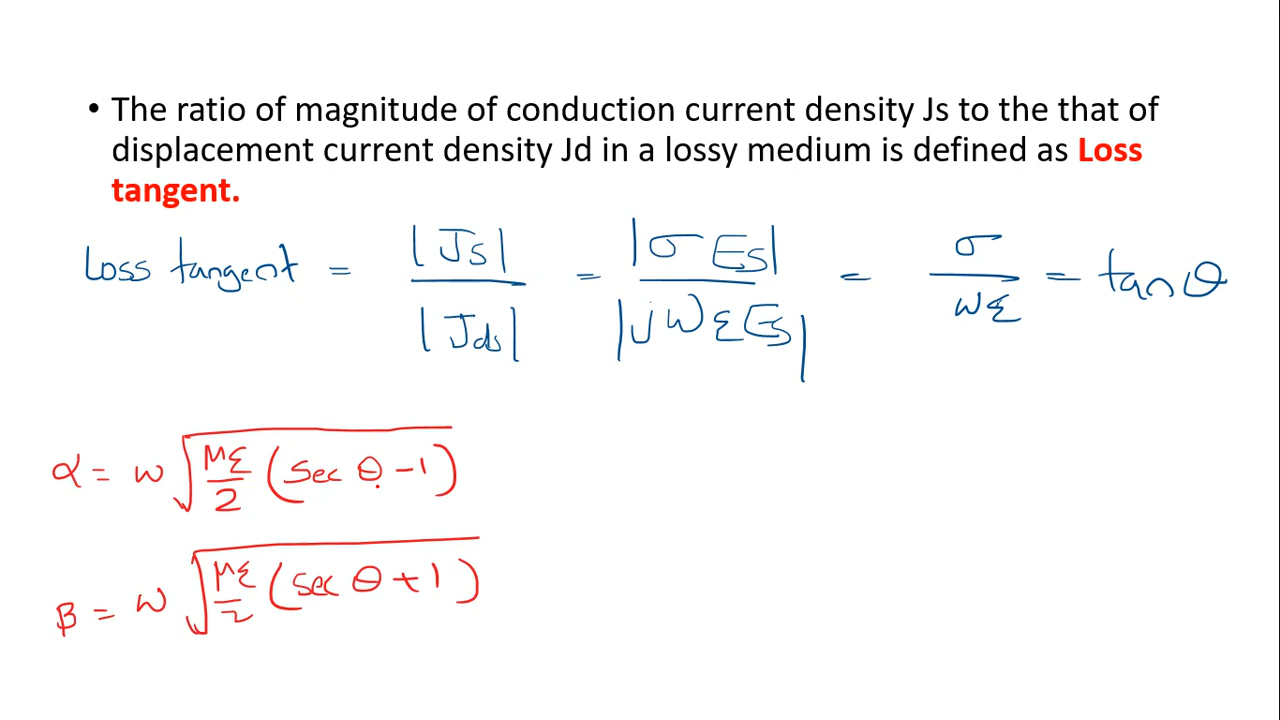 • The ratio of magnitude of conduction current density Js to the that of
displacement current density Jd in a lossy medium is defined as Loss
tangent.
Loss tangent = |Js| / |Jds| = |σ Es| / |jωε Es| = σ / ωε = tan θ
α = ω √(με/2 (sec θ − 1))
β = ω √(με/2 (sec θ + 1))